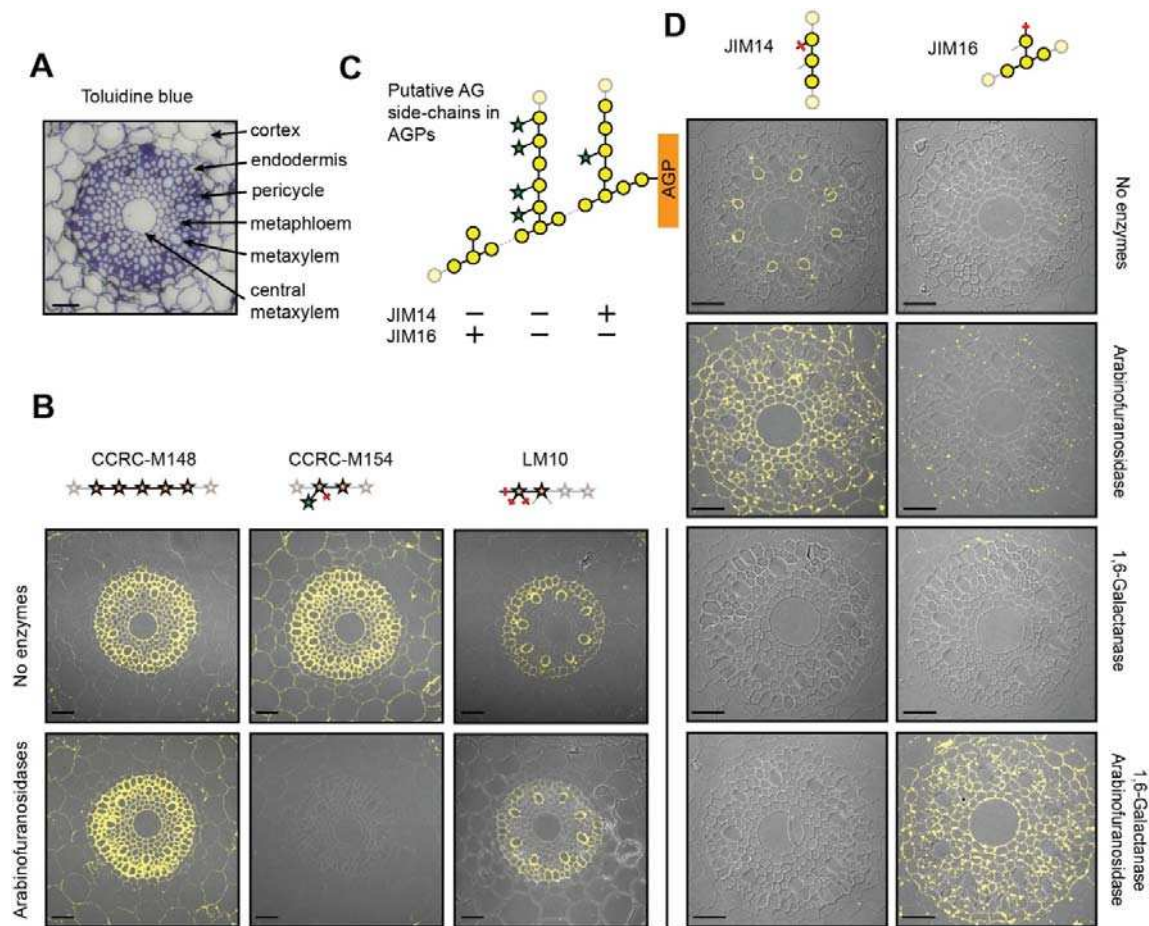 A
Toluidine blue
cortex
endodermis
pericycle
metaphloem
metaxylem
central
metaxylem
C
Putative AG
side-chains in
AGPs
AGP
JIM14 – – +
JIM16 + – –
B
CCRC-M148 CCRC-M154 LM10
No enzymes
Arabinofuranosidases
D
JIM14 JIM16
No enzymes
Arabinofuranosidase
1,6-Galactanase
1,6-Galactanase
Arabinofuranosidase